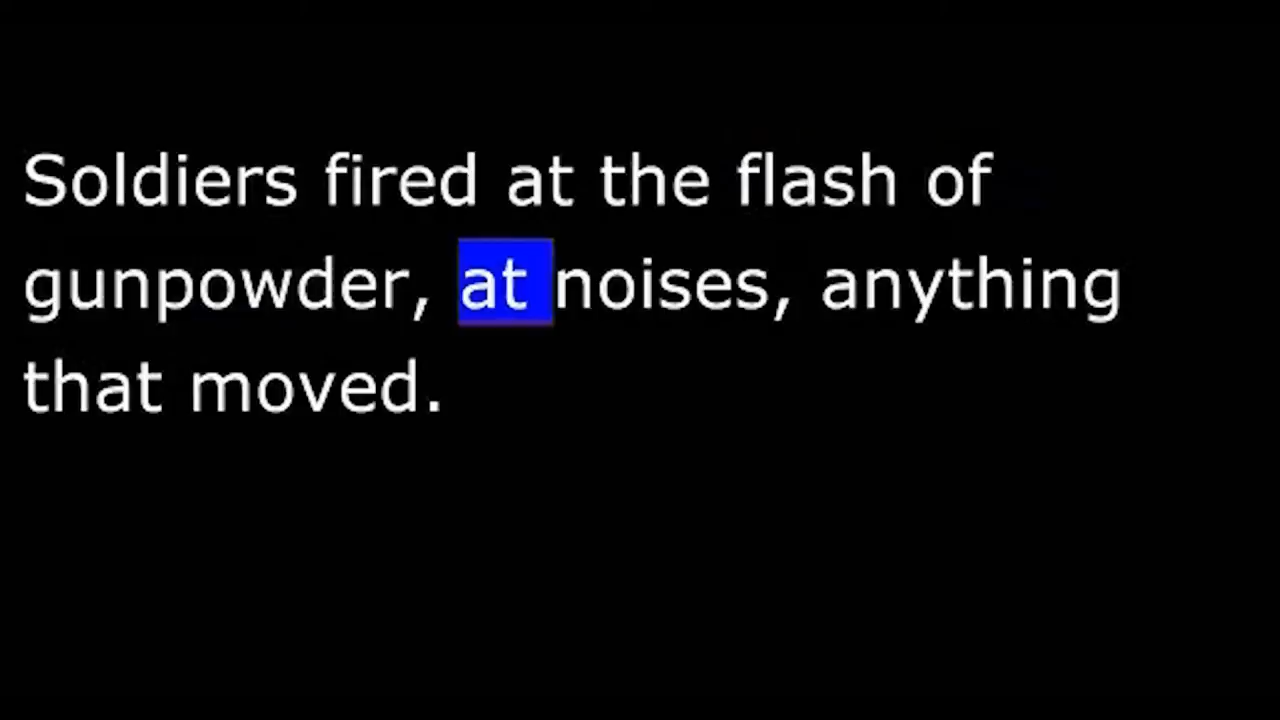 Soldiers fired at the flash of
gunpowder, at noises, anything
that moved.